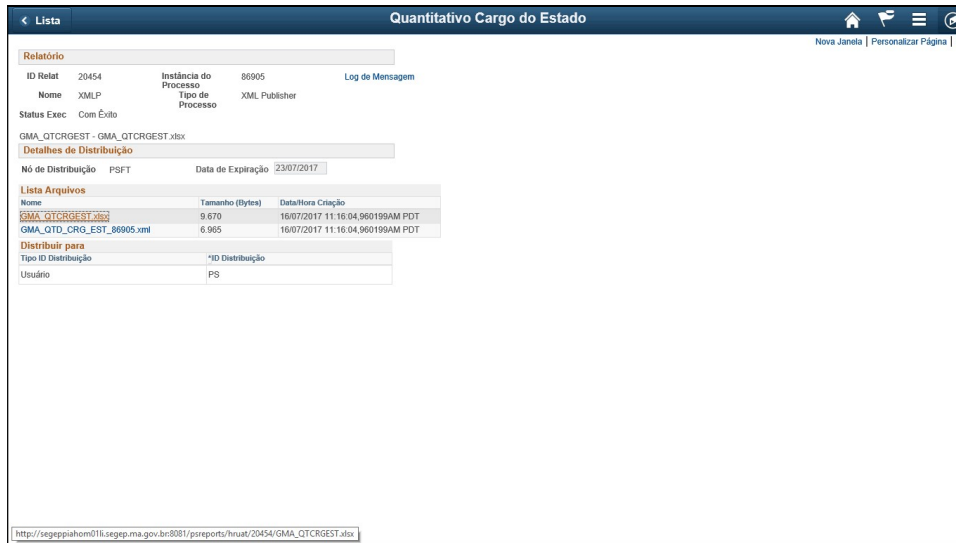 Lista
Quantitativo Cargo do Estado
Nova Janela | Personalizar Página |
Relatório
ID Relat 20454 Instância do Processo 86905 Log de Mensagem
Nome XMLP Tipo de Processo XML Publisher
Status Exec Com Êxito
GMA_QTCRGEST - GMA_QTCRGEST.xlsx
Detalhes de Distribuição
Nó de Distribuição PSFT Data de Expiração 23/07/2017
Lista Arquivos
Nome Tamanho (Bytes) Data/Hora Criação
GMA_QTCRGEST.xlsx 9.670 16/07/2017 11:16:04,960199AM PDT
GMA_QTD_CRG_EST_86905.xml 6.965 16/07/2017 11:16:04,960199AM PDT
Distribuir para
Tipo ID Distribuição *ID Distribuição
Usuário PS
http://segeppiahom01li.segep.ma.gov.br:8081/psreports/hruat/20454/GMA_QTCRGEST.xlsx